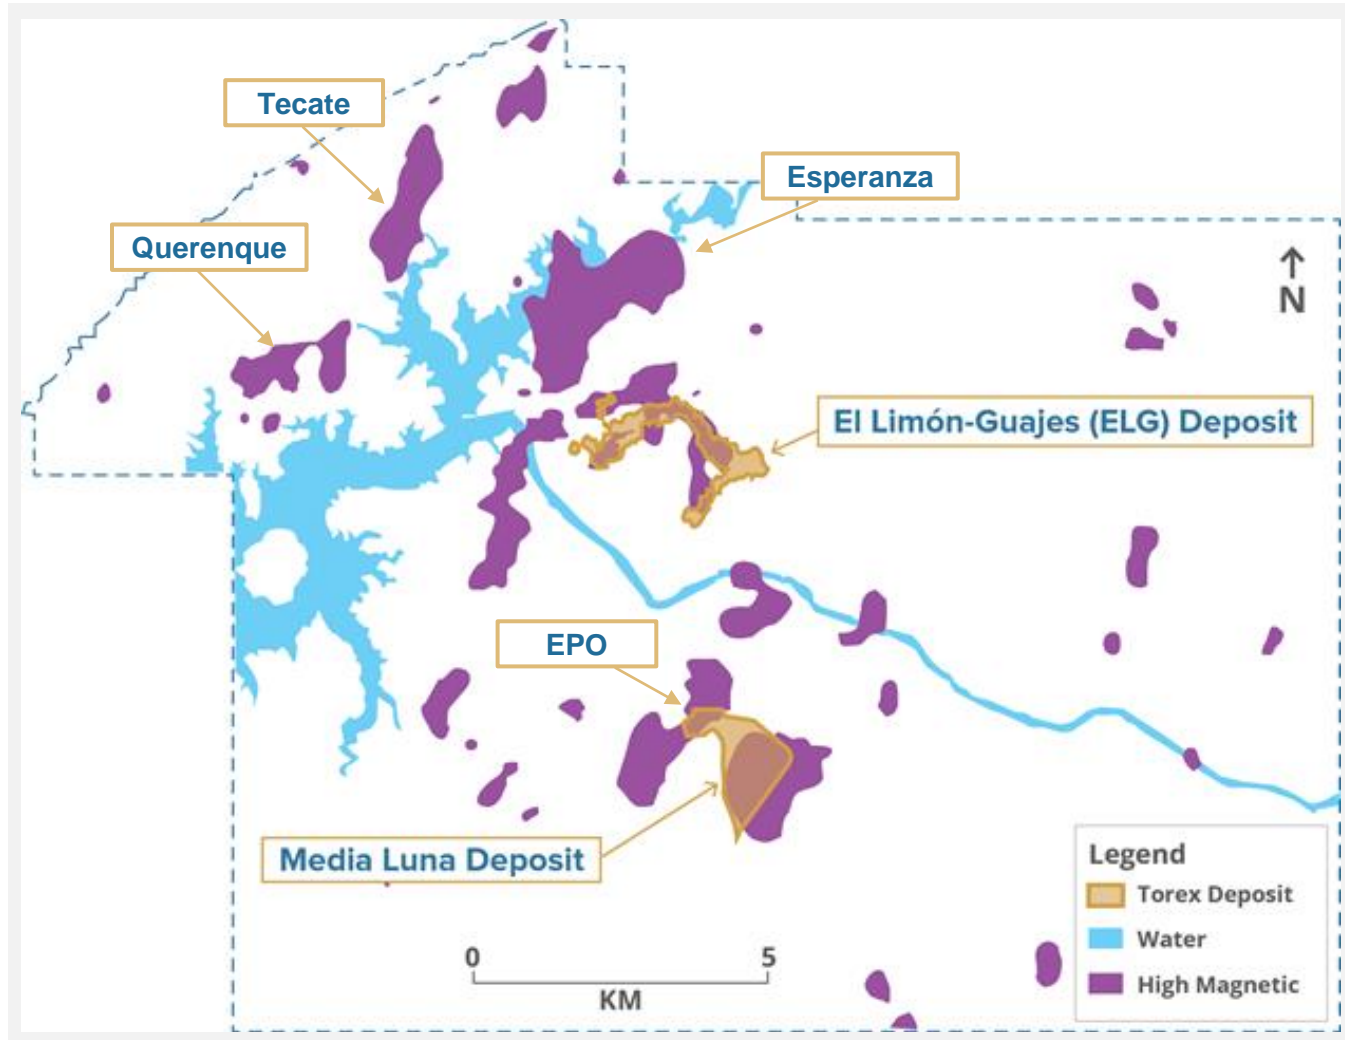 Tecate
Esperanza
Querenque
N
El Limón-Guajes (ELG) Deposit
EPO
Media Luna Deposit
0 5
KM
Legend
Torex Deposit
Water
High Magnetic